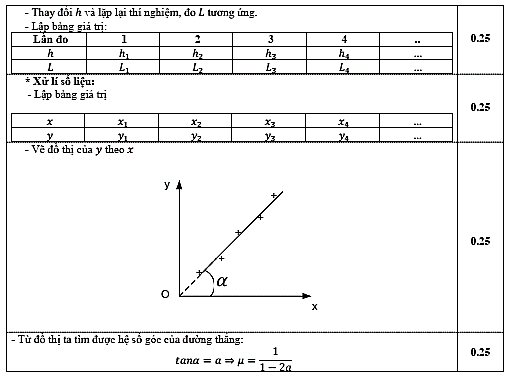 - Thay đổi h và lặp lại thí nghiệm, đo L tương ứng.
- Lập bảng giá trị:
Lần đo 1 2 3 4 ..
h h₁ h₂ h₃ h₄ ...
L L₁ L₂ L₃ L₄ ...
0.25
* Xử lí số liệu:
- Lập bảng giá trị
x x₁ x₂ x₃ x₄ ...
y y₁ y₂ y₃ y₄ ...
0.25
- Vẽ đồ thị của y theo x
y
α
O
x
0.25
- Từ đồ thị ta tìm được hệ số góc của đường thẳng:
tanα = a ⇒ μ = 1/(1 − 2a)
0.25